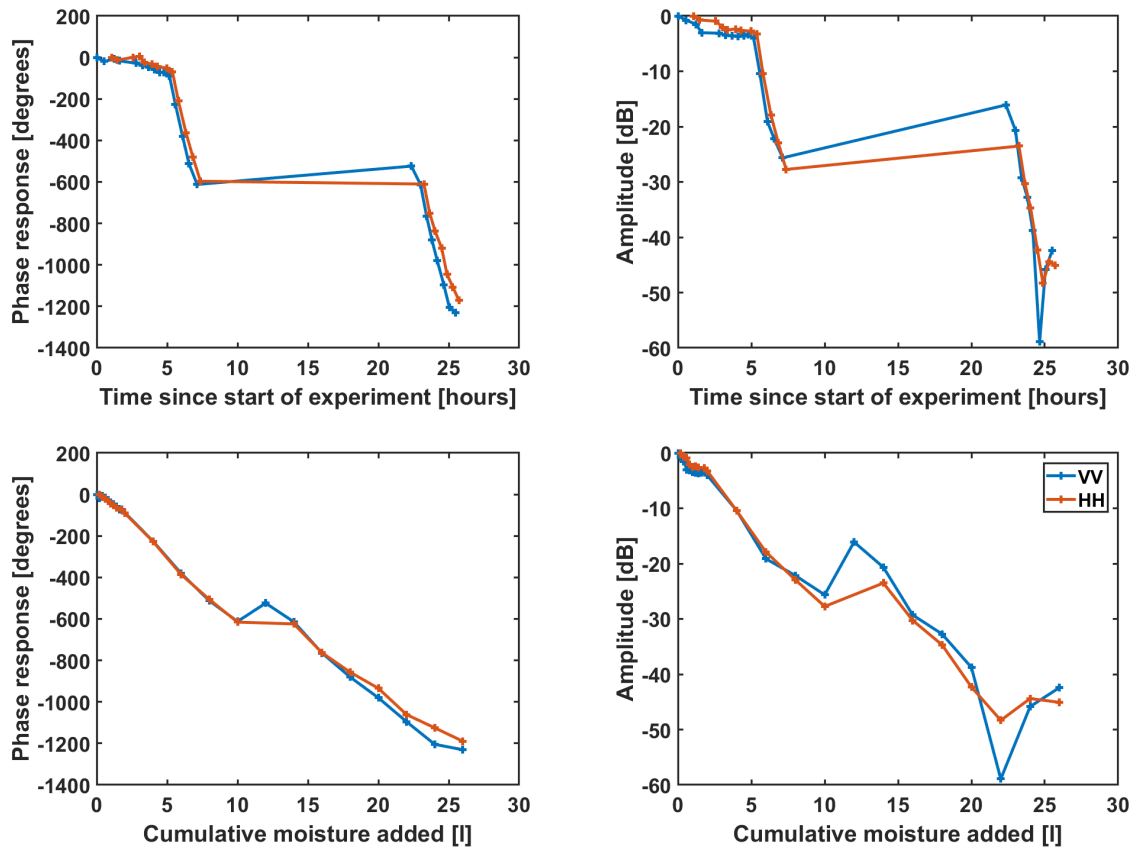 200
0
-200
-400
-600
-800
-1000
-1200
-1400
Phase response [degrees]
0 5 10 15 20 25 30
Time since start of experiment [hours]
0
-10
-20
-30
-40
-50
-60
Amplitude [dB]
0 5 10 15 20 25 30
Time since start of experiment [hours]
200
0
-200
-400
-600
-800
-1000
-1200
-1400
Phase response [degrees]
0 5 10 15 20 25 30
Cumulative moisture added [l]
0
-10
-20
-30
-40
-50
-60
Amplitude [dB]
VV
HH
0 5 10 15 20 25 30
Cumulative moisture added [l]